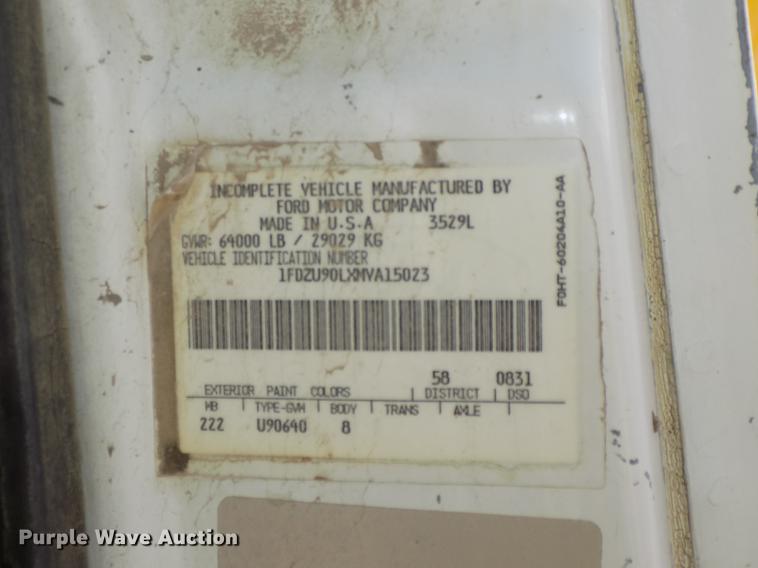 INCOMPLETE VEHICLE MANUFACTURED BY
FORD MOTOR COMPANY
MADE IN U.S.A 3529L
GVWR: 64000 LB / 29029 KG
VEHICLE IDENTIFICATION NUMBER
1FDZU90LXMVA15023
F0HT-60204A10-AA
58 0831
EXTERIOR PAINT COLORS | DISTRICT | DSO
WB | TYPE-GVW | BODY | TRANS | AXLE |
222 U90640 8
Purple Wave Auction